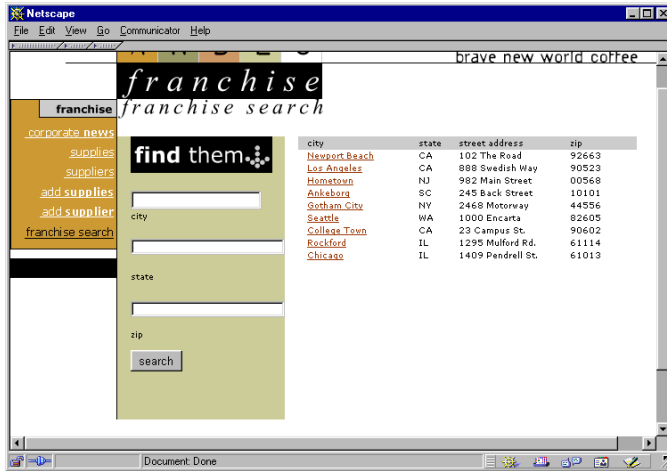 Netscape
File Edit View Go Communicator Help
brave new world coffee
franchise
franchise search
franchise
corporate news
supplies
suppliers
add supplies
add supplier
franchise search
find them
city
state
zip
search
city state street address zip
Newport Beach CA 102 The Road 92663
Los Angeles CA 888 Swedish Way 90523
Hometown NJ 982 Main Street 00568
Ankeborg SC 245 Back Street 10101
Gotham City NY 2468 Motorway 44556
Seattle WA 1000 Encarta 82605
College Town CA 23 Campus St. 90602
Rockford IL 1295 Mulford Rd. 61114
Chicago IL 1409 Pendrell St. 61013
Document: Done